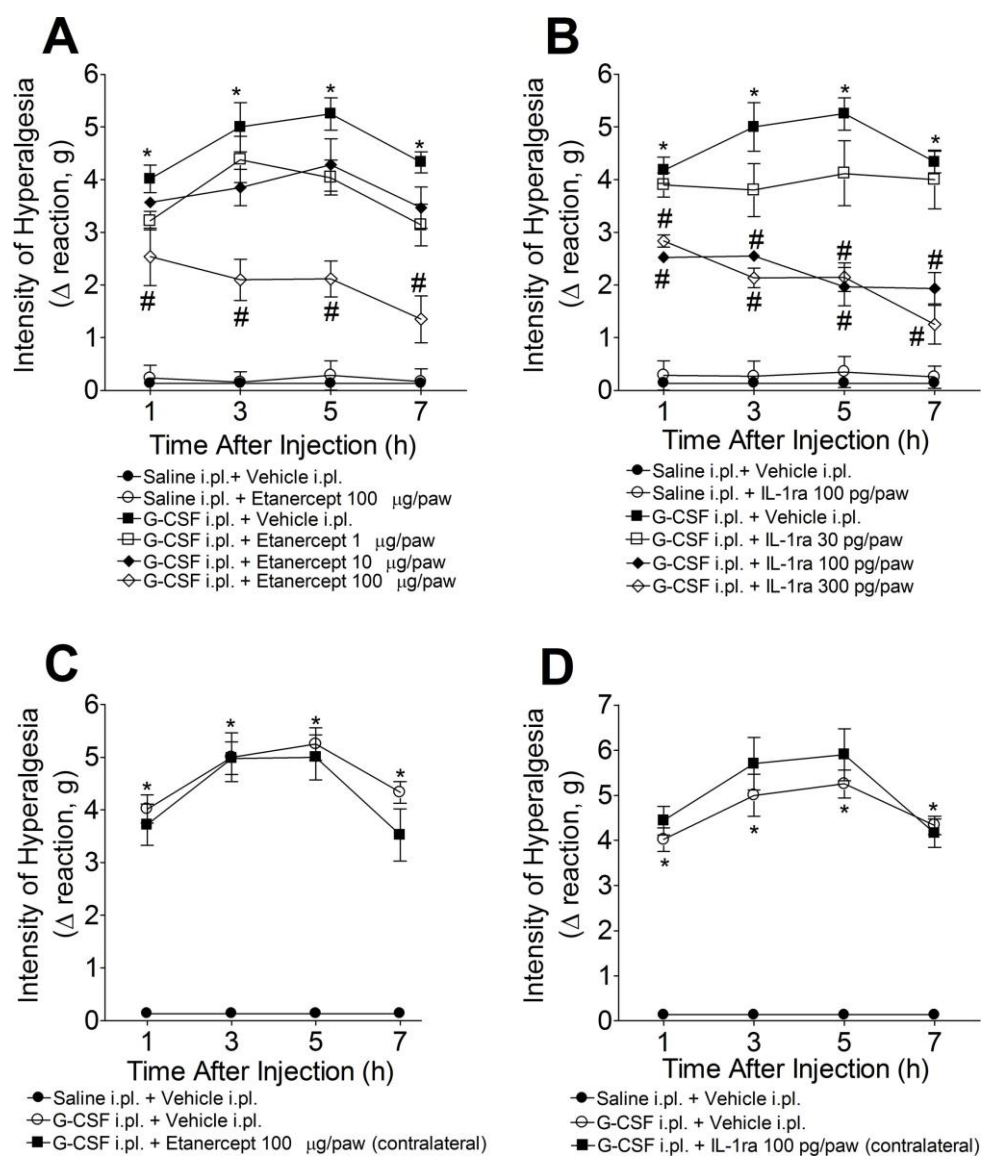 A
Intensity of Hyperalgesia
(Δ reaction, g)
6
5
4
3
2
1
0
*
*
*
*
#
#
#
#
1 3 5 7
Time After Injection (h)
Saline i.pl.+ Vehicle i.pl.
Saline i.pl. + Etanercept 100 μg/paw
G-CSF i.pl. + Vehicle i.pl.
G-CSF i.pl. + Etanercept 1 μg/paw
G-CSF i.pl. + Etanercept 10 μg/paw
G-CSF i.pl. + Etanercept 100 μg/paw
B
Intensity of Hyperalgesia
(Δ reaction, g)
6
5
4
3
2
1
0
*
*
*
*
#
#
#
#
#
#
#
#
1 3 5 7
Time After Injection (h)
Saline i.pl.+ Vehicle i.pl.
Saline i.pl. + IL-1ra 100 pg/paw
G-CSF i.pl. + Vehicle i.pl.
G-CSF i.pl. + IL-1ra 30 pg/paw
G-CSF i.pl. + IL-1ra 100 pg/paw
G-CSF i.pl. + IL-1ra 300 pg/paw
C
Intensity of Hyperalgesia
(Δ reaction, g)
6
5
4
3
2
1
0
*
*
*
*
1 3 5 7
Time After Injection (h)
Saline i.pl. + Vehicle i.pl.
G-CSF i.pl. + Vehicle i.pl.
G-CSF i.pl. + Etanercept 100 μg/paw (contralateral)
D
Intensity of Hyperalgesia
(Δ reaction, g)
7
6
5
4
3
2
1
0
*
*
*
*
1 3 5 7
Time After Injection (h)
Saline i.pl. + Vehicle i.pl.
G-CSF i.pl. + Vehicle i.pl.
G-CSF i.pl. + IL-1ra 100 pg/paw (contralateral)